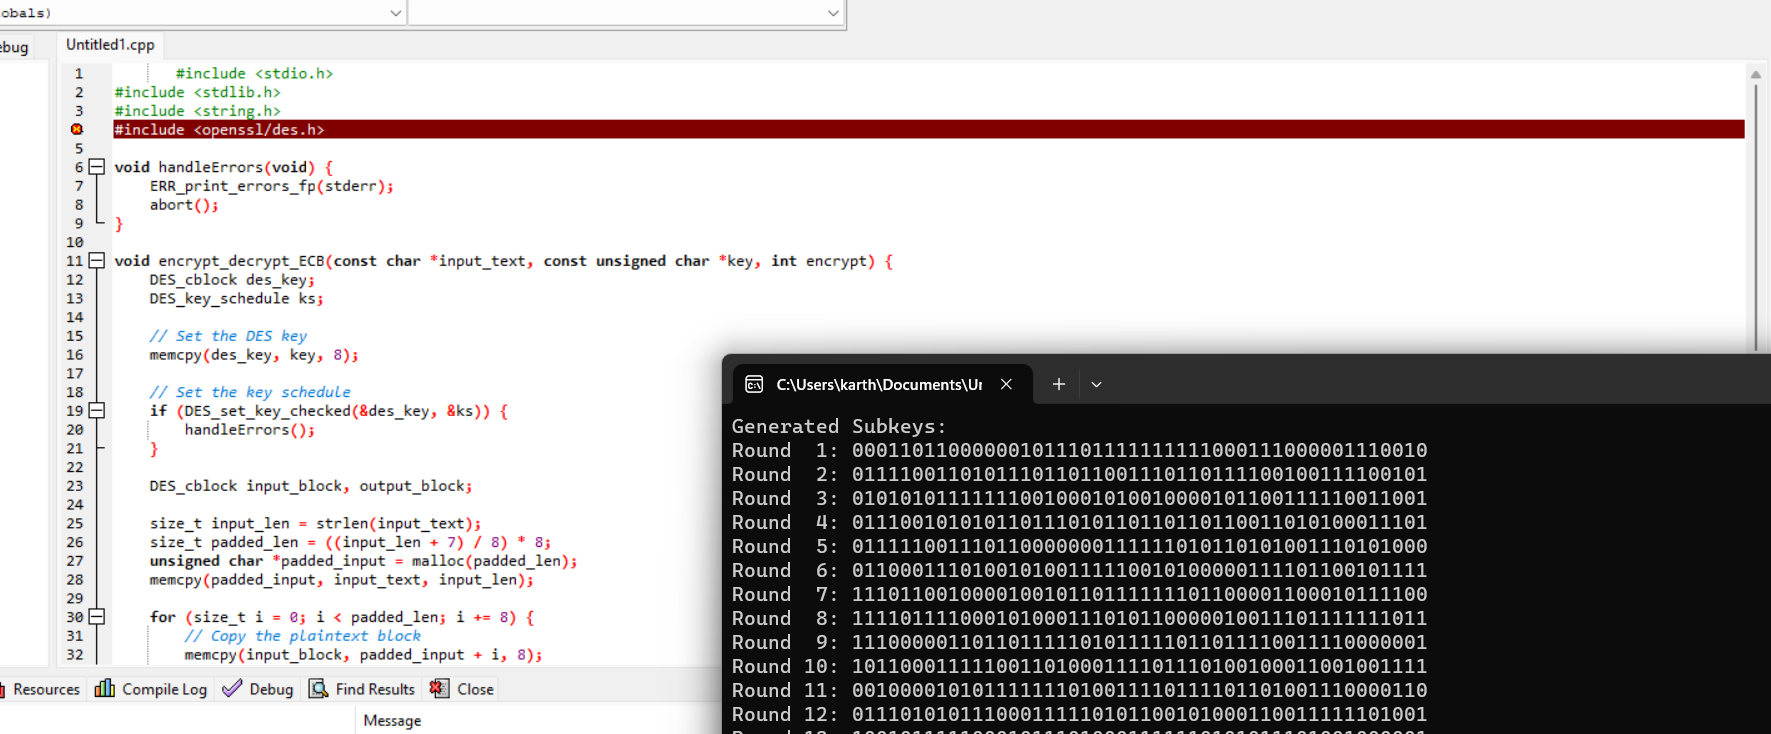 obals)
ebug
Untitled1.cpp
1 #include <stdio.h>
2 #include <stdlib.h>
3 #include <string.h>
#include <openssl/des.h>
5
6 void handleErrors(void) {
7 ERR_print_errors_fp(stderr);
8 abort();
9 }
10
11 void encrypt_decrypt_ECB(const char *input_text, const unsigned char *key, int encrypt) {
12 DES_cblock des_key;
13 DES_key_schedule ks;
14
15 // Set the DES key
16 memcpy(des_key, key, 8);
17
18 // Set the key schedule
19 if (DES_set_key_checked(&des_key, &ks)) {
20 handleErrors();
21 }
22
23 DES_cblock input_block, output_block;
24
25 size_t input_len = strlen(input_text);
26 size_t padded_len = ((input_len + 7) / 8) * 8;
27 unsigned char *padded_input = malloc(padded_len);
28 memcpy(padded_input, input_text, input_len);
29
30 for (size_t i = 0; i < padded_len; i += 8) {
31 // Copy the plaintext block
32 memcpy(input_block, padded_input + i, 8);
Resources Compile Log Debug Find Results Close
Message
C:\Users\karth\Documents\Ur
Generated Subkeys:
Round 1: 000110110000001011101111111111000111000001110010
Round 2: 011110011010111011011001110110111100100111100101
Round 3: 010101011111110010001010010000101100111110011001
Round 4: 011100101010110111010110110110110011010100011101
Round 5: 011111001110110000000111111010110101001110101000
Round 6: 011000111010010100111110010100000111101100101111
Round 7: 111011001000010010110111111101100001100010111100
Round 8: 111101111000101000111010110000010011101111111011
Round 9: 111000001101101111101011111011011110011110000001
Round 10: 101100011111001101000111101110100100011001001111
Round 11: 001000010101111111010011110111101101001110000110
Round 12: 011101010111000111110101100101000110011111101001